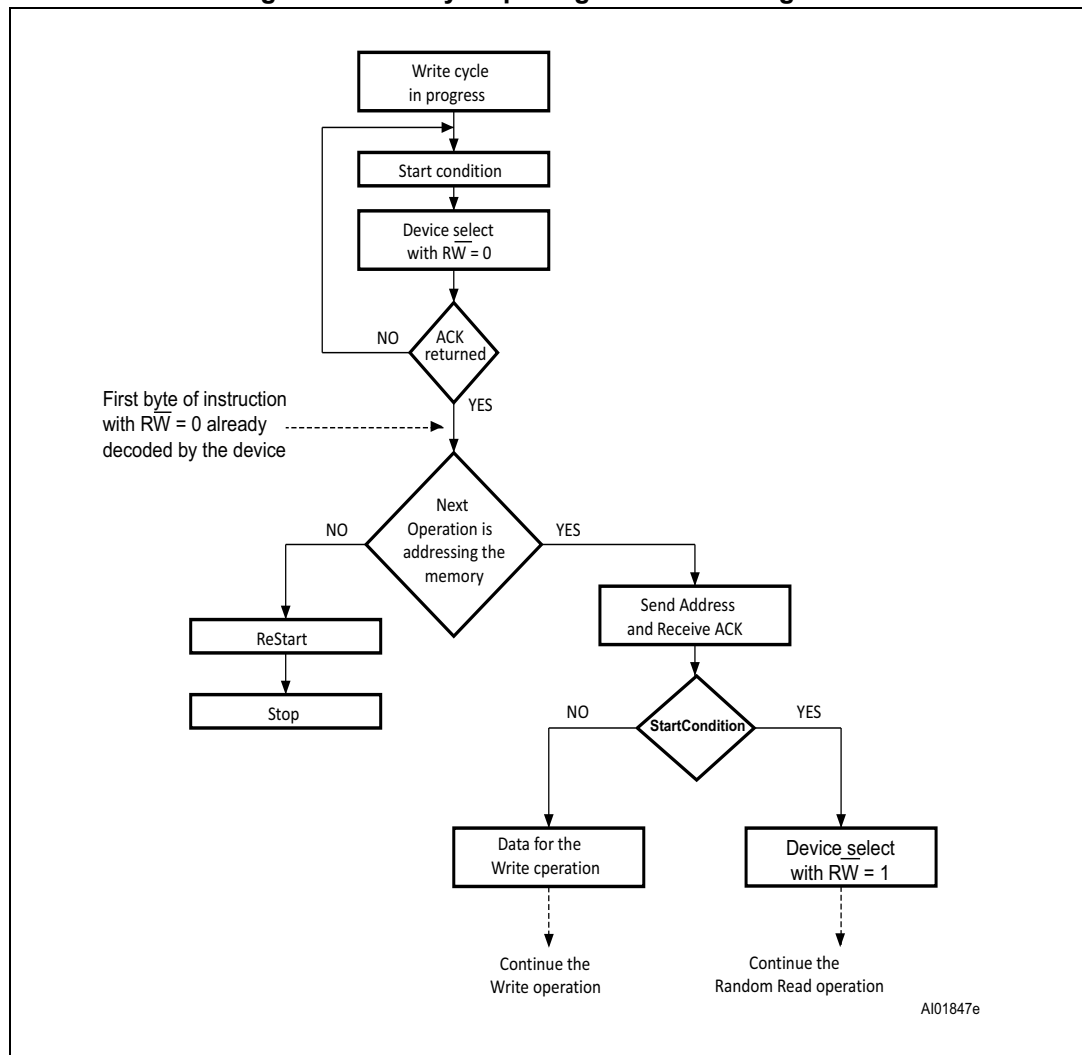 Write cycle
in progress
Start condition
Device select
with RW̅ = 0
ACK
returned
NO
YES
First byte of instruction
with RW̅ = 0 already
decoded by the device
Next
Operation is
addressing the
memory
NO
YES
ReStart
Stop
Send Address
and Receive ACK
StartCondition
NO
YES
Data for the
Write cperation
Device select
with RW̅ = 1
Continue the
Write operation
Continue the
Random Read operation
AI01847e